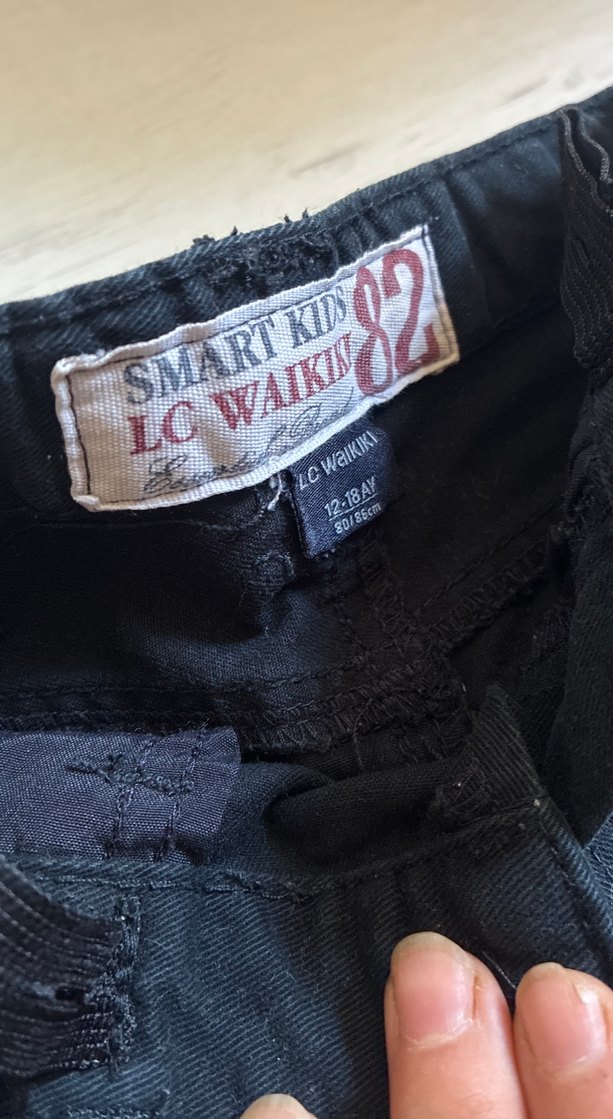 SMART KIDS
LC WAIKIKI
82
LC WAIKIKI
12-18 AY
80/86cm